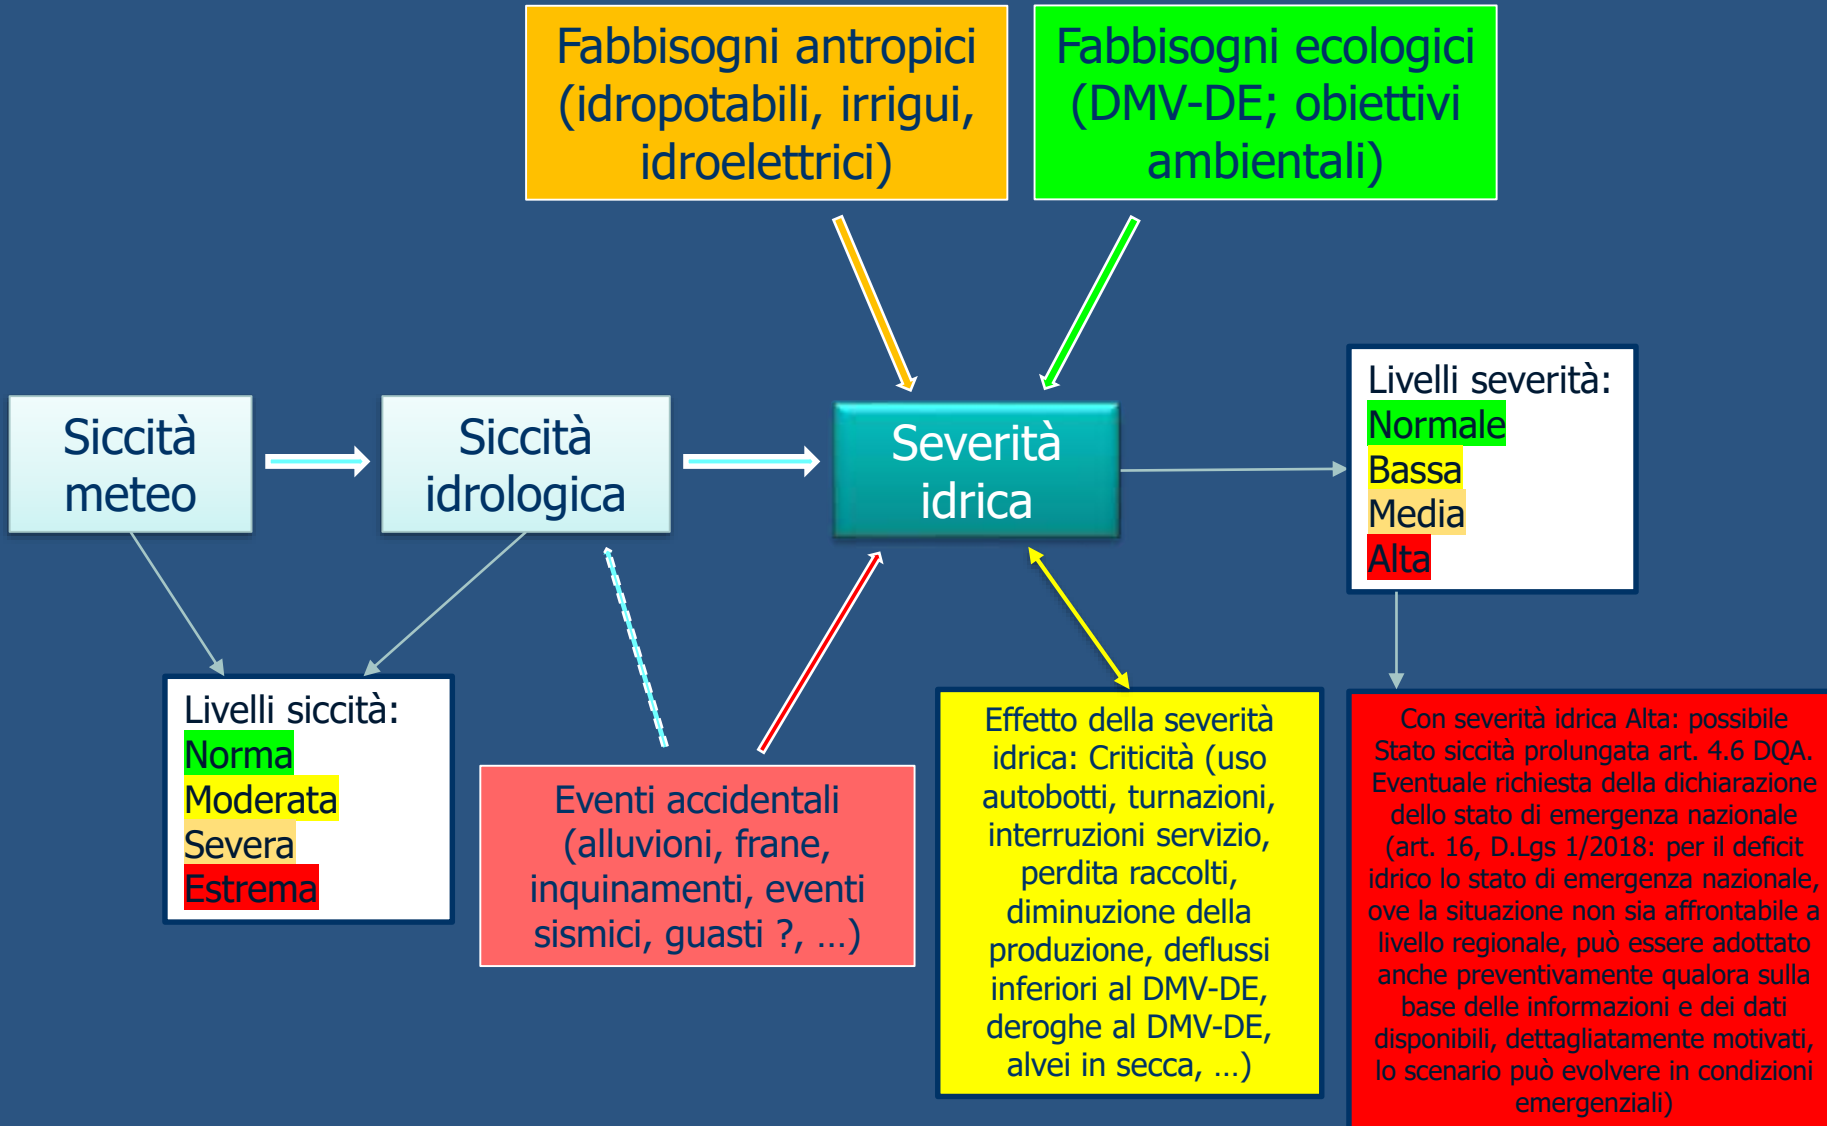 Fabbisogni antropici
(idropotabili, irrigui,
idroelettrici)
Fabbisogni ecologici
(DMV-DE; obiettivi
ambientali)
Siccità
meteo
Siccità
idrologica
Severità
idrica
Livelli severità:
Normale
Bassa
Media
Alta
Livelli siccità:
Norma
Moderata
Severa
Estrema
Eventi accidentali
(alluvioni, frane,
inquinamenti, eventi
sismici, guasti ?, ...)
Effetto della severità
idrica: Criticità (uso
autobotti, turnazioni,
interruzioni servizio,
perdita raccolti,
diminuzione della
produzione, deflussi
inferiori al DMV-DE,
deroghe al DMV-DE,
alvei in secca, ...)
Con severità idrica Alta: possibile
Stato siccità prolungata art. 4.6 DQA.
Eventuale richiesta della dichiarazione
dello stato di emergenza nazionale
(art. 16, D.Lgs 1/2018: per il deficit
idrico lo stato di emergenza nazionale,
ove la situazione non sia affrontabile a
livello regionale, può essere adottato
anche preventivamente qualora sulla
base delle informazioni e dei dati
disponibili, dettagliatamente motivati,
lo scenario può evolvere in condizioni
emergenziali)